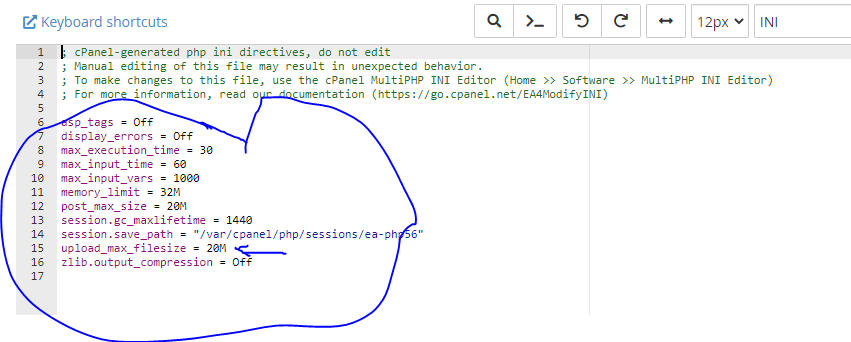 Keyboard shortcuts
12px
INI
1 ; cPanel-generated php ini directives, do not edit
2 ; Manual editing of this file may result in unexpected behavior.
3 ; To make changes to this file, use the cPanel MultiPHP INI Editor (Home >> Software >> MultiPHP INI Editor)
4 ; For more information, read our documentation (https://go.cpanel.net/EA4ModifyINI)
5
6 asp_tags = Off
7 display_errors = Off
8 max_execution_time = 30
9 max_input_time = 60
10 max_input_vars = 1000
11 memory_limit = 32M
12 post_max_size = 20M
13 session.gc_maxlifetime = 1440
14 session.save_path = "/var/cpanel/php/sessions/ea-php56"
15 upload_max_filesize = 20M
16 zlib.output_compression = Off
17